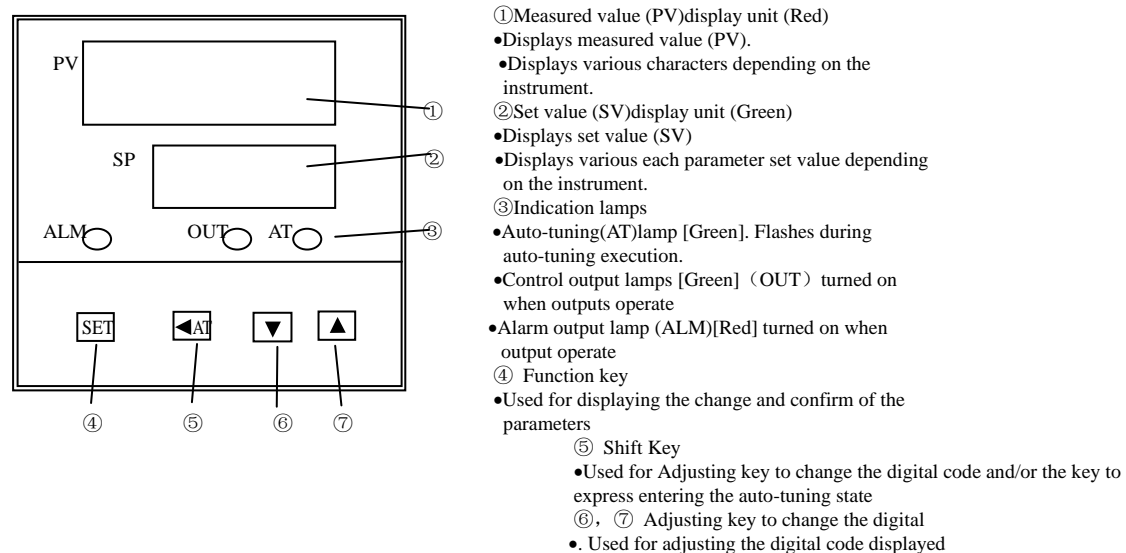 PV
①
SP
②
ALM OUT AT
③
SET
◀AT
▼
▲
④ ⑤ ⑥ ⑦
①Measured value (PV)display unit (Red)
•Displays measured value (PV).
•Displays various characters depending on the
instrument.
②Set value (SV)display unit (Green)
•Displays set value (SV)
•Displays various each parameter set value depending
on the instrument.
③Indication lamps
•Auto-tuning(AT)lamp [Green]. Flashes during
auto-tuning execution.
•Control output lamps [Green]（OUT）turned on
when outputs operate
•Alarm output lamp (ALM)[Red] turned on when
output operate
④ Function key
•Used for displaying the change and confirm of the
parameters
⑤ Shift Key
•Used for Adjusting key to change the digital code and/or the key to
express entering the auto-tuning state
⑥，⑦ Adjusting key to change the digital
•. Used for adjusting the digital code displayed